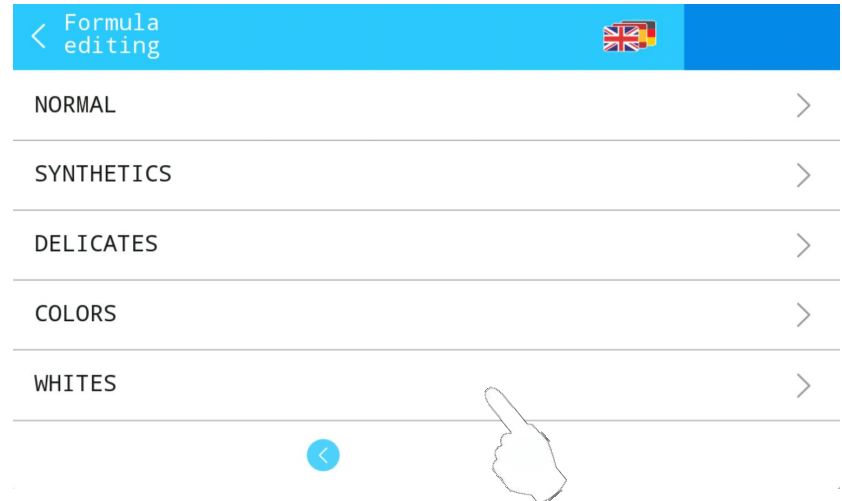 Formula
editing
NORMAL
SYNTHETICS
DELICATES
COLORS
WHITES